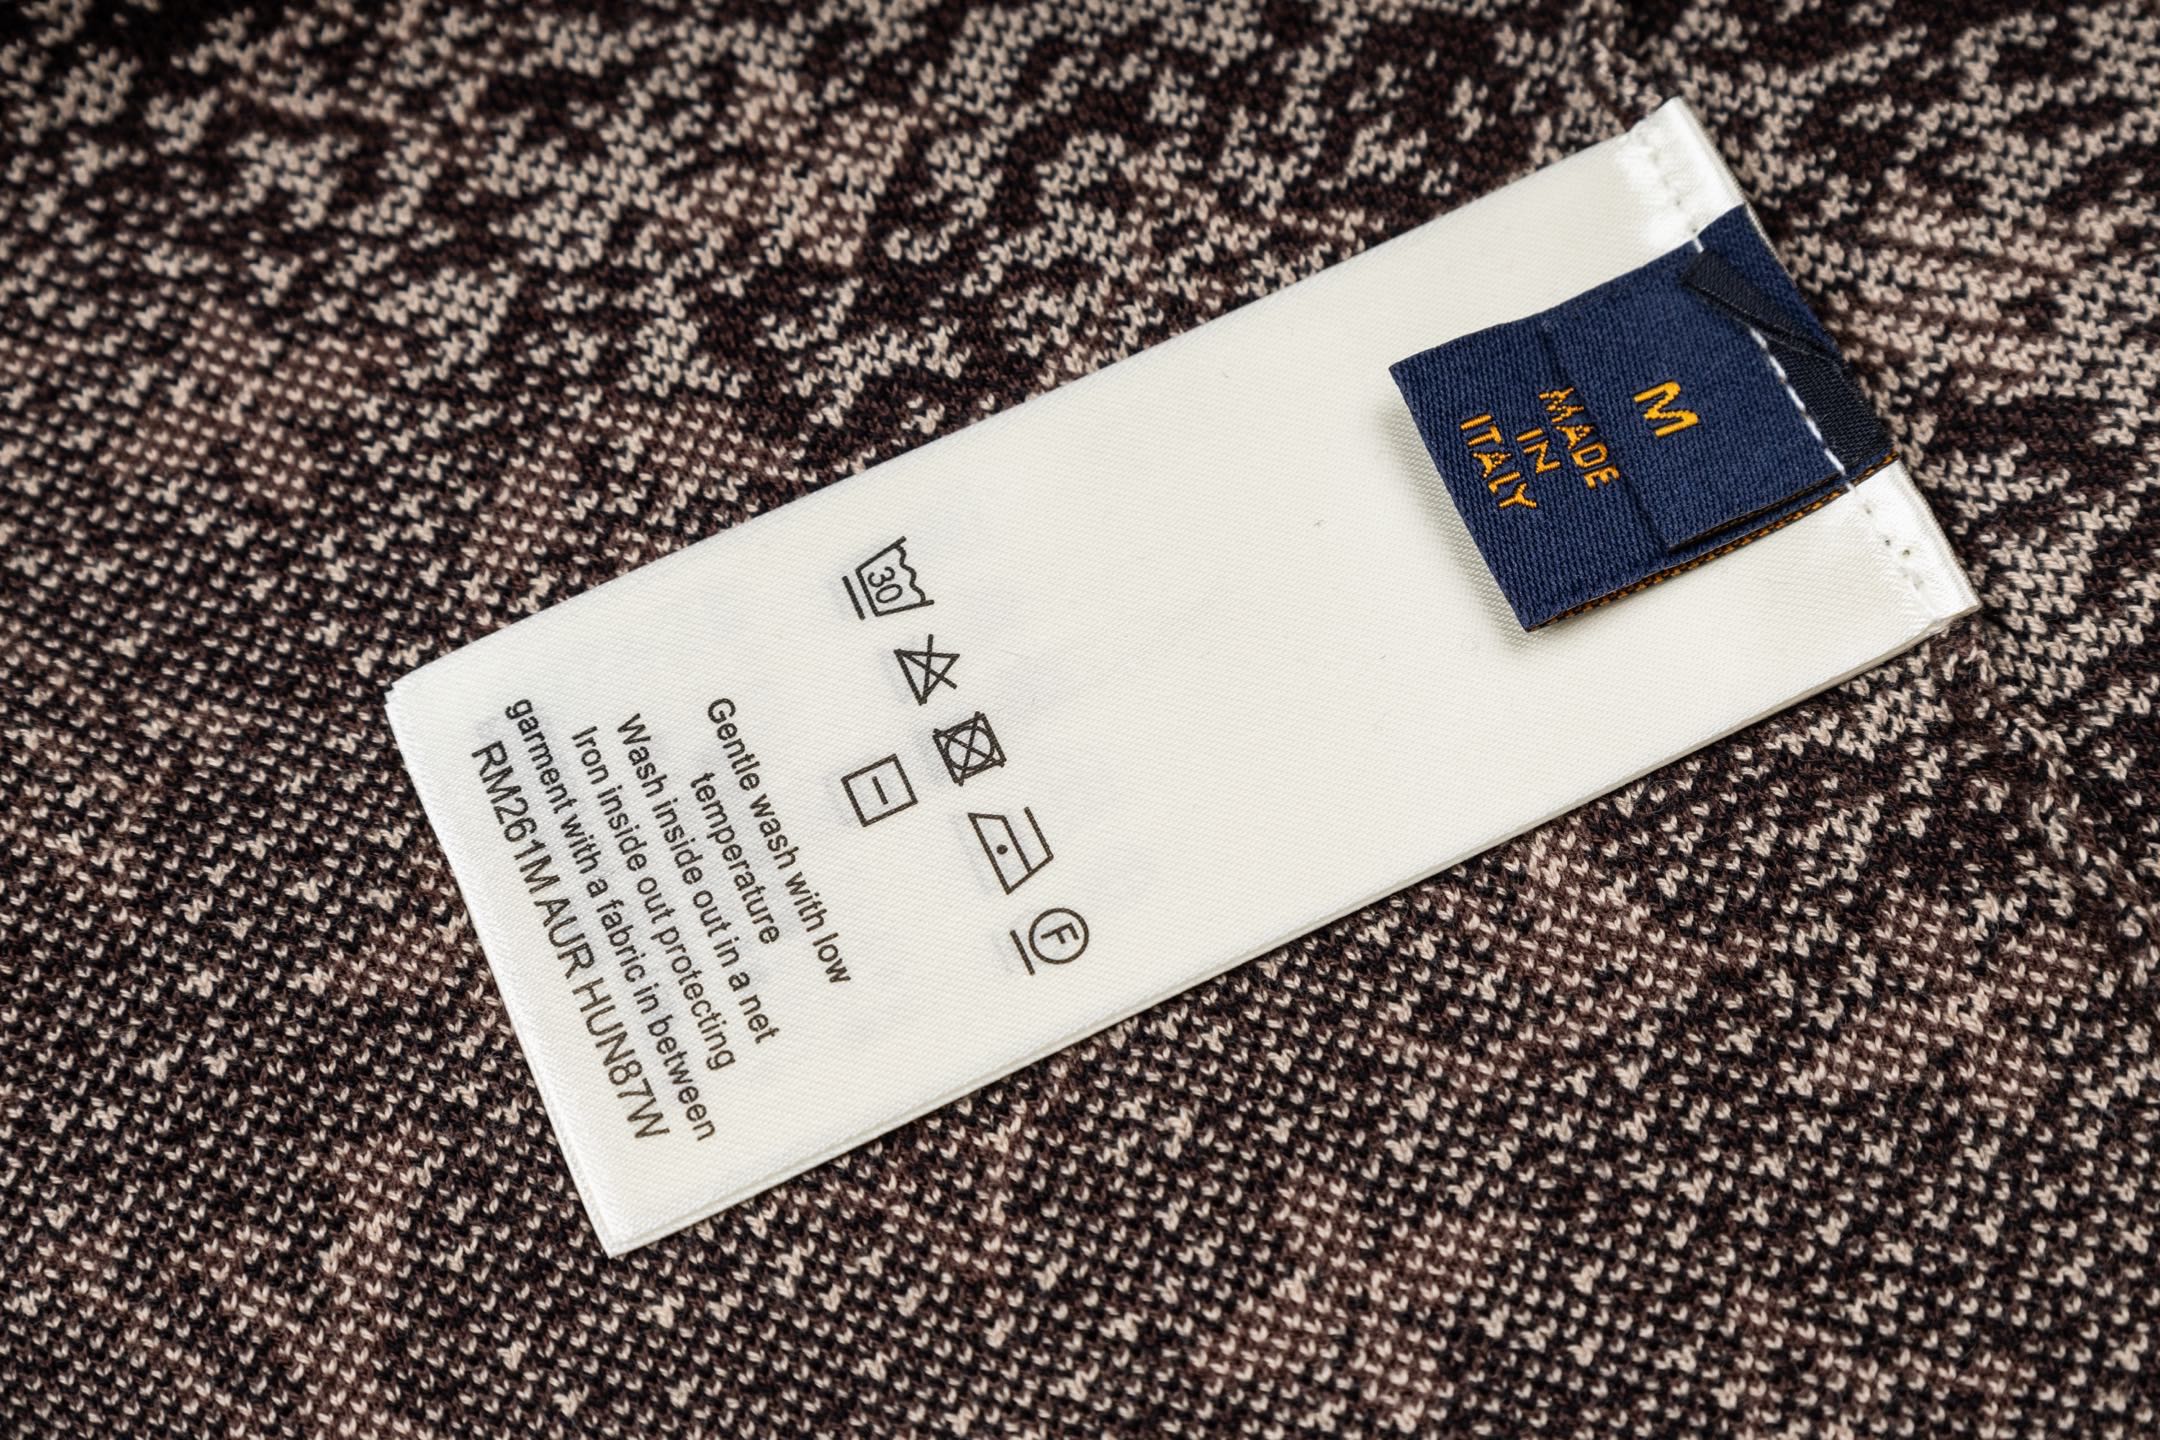 M
MADE
IN
ITALY
30
F
Gentle wash with low
temperature
Wash inside out in a net
Iron inside out protecting
garment with a fabric in between
RM261M AUR HUN87W